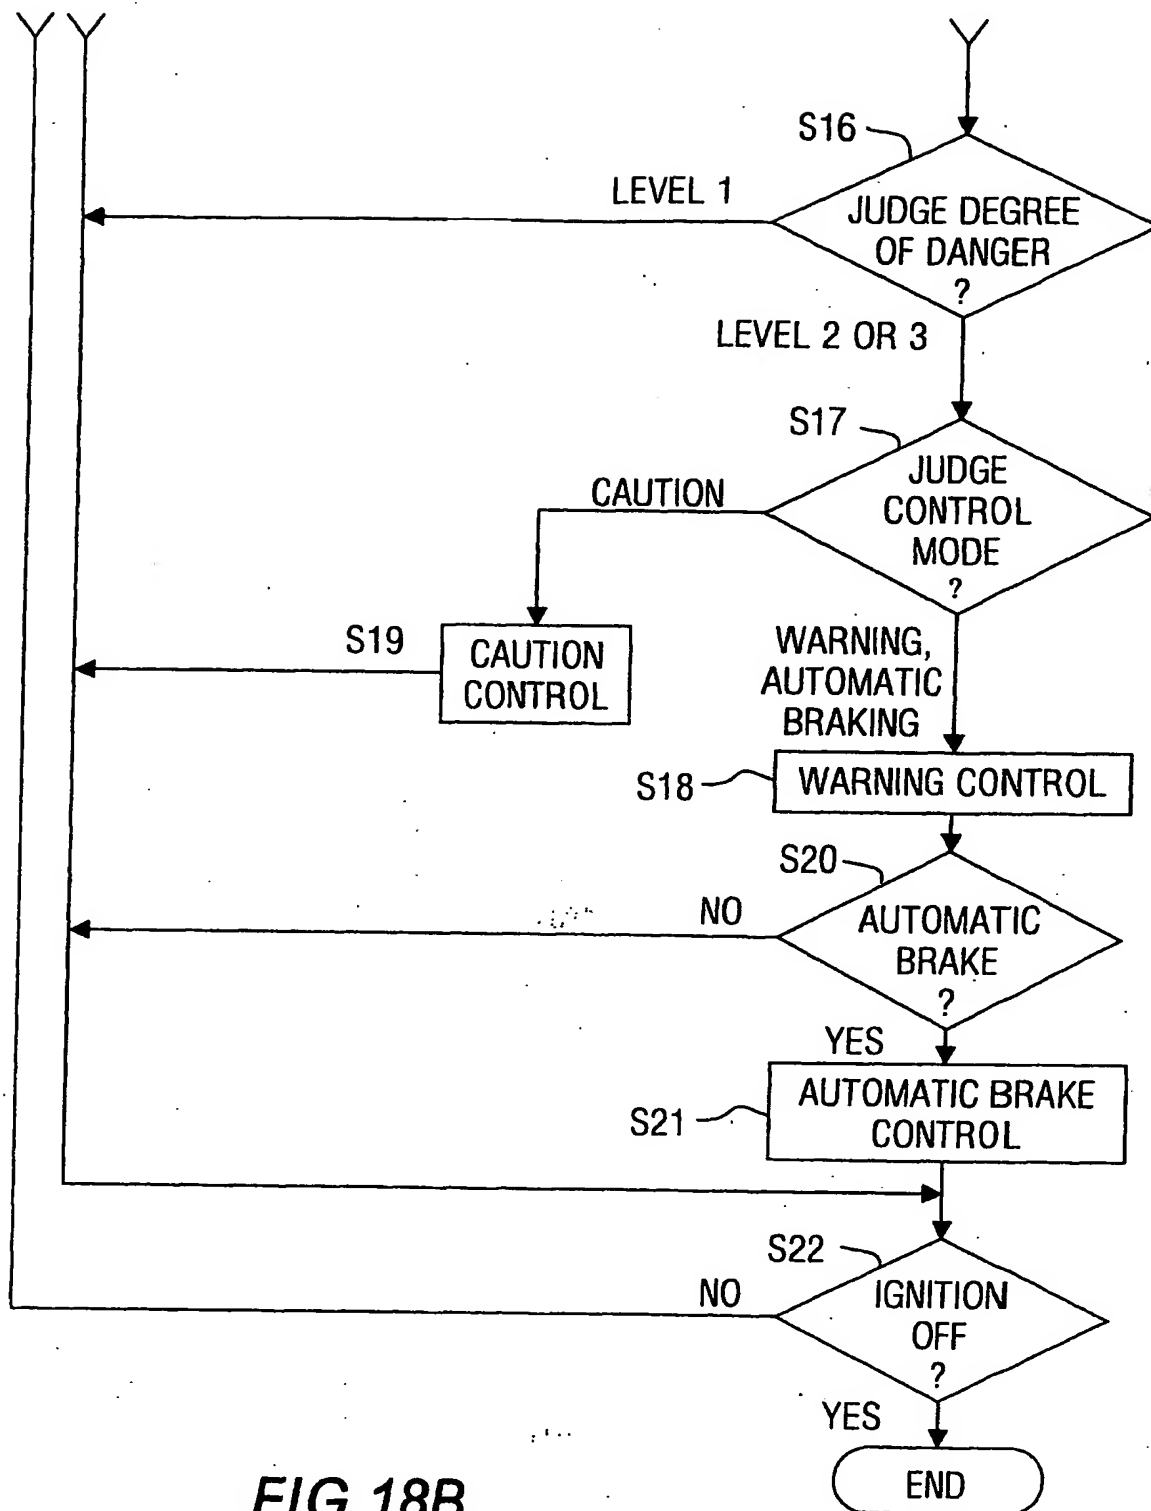 S16
LEVEL 1
JUDGE DEGREE
OF DANGER
?
LEVEL 2 OR 3
S17
CAUTION
JUDGE
CONTROL
MODE
?
S19
CAUTION
CONTROL
WARNING,
AUTOMATIC
BRAKING
S18
WARNING CONTROL
S20
NO
AUTOMATIC
BRAKE
?
YES
S21
AUTOMATIC BRAKE
CONTROL
S22
NO
IGNITION
OFF
?
YES
END
FIG 18B